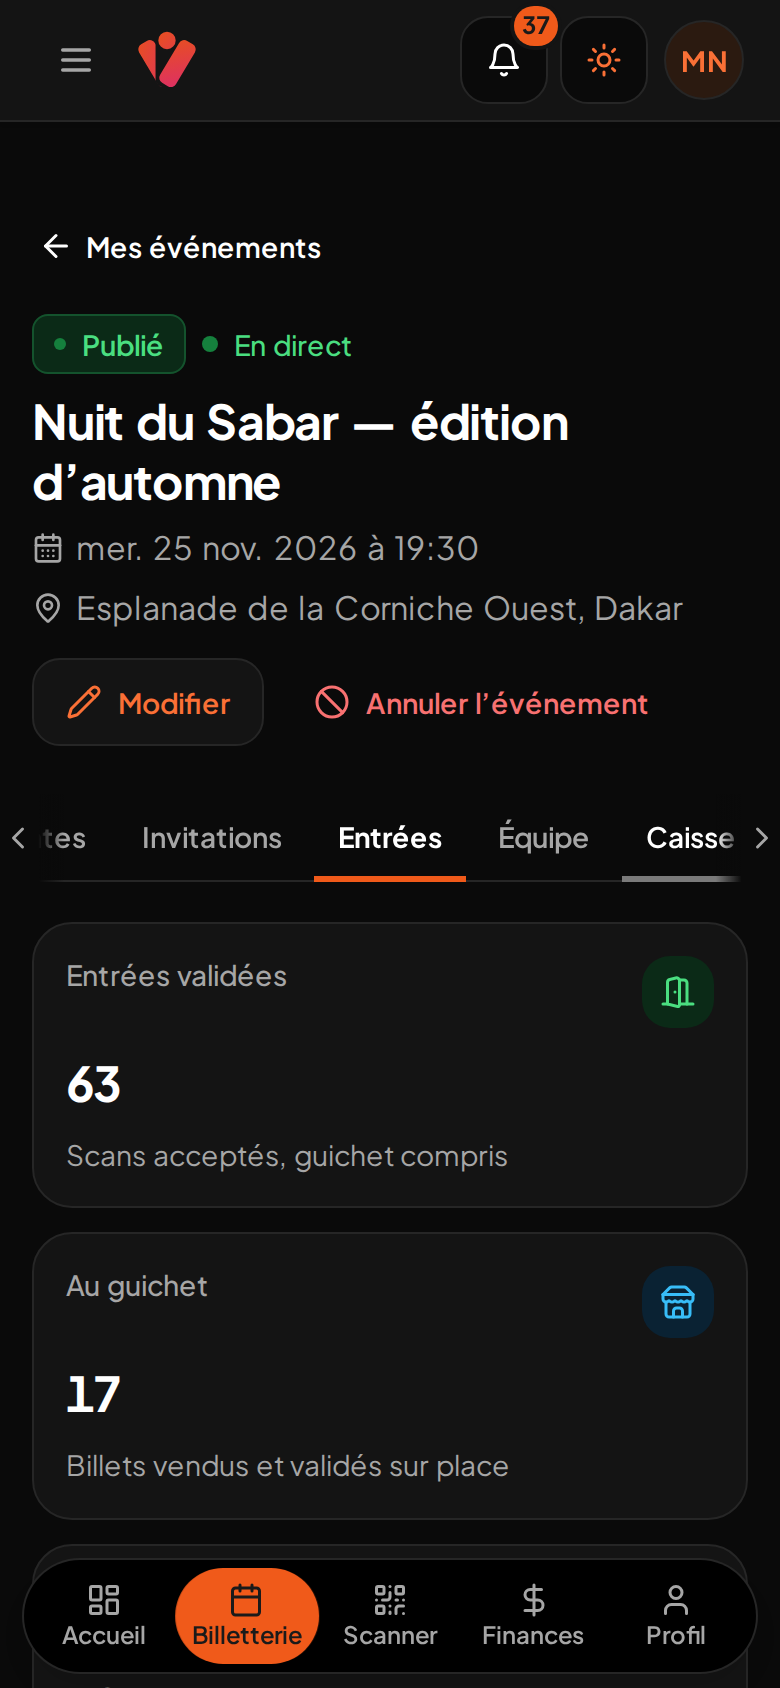 37
MN
Mes événements
Publié
En direct
Nuit du Sabar — édition
d’automne
mer. 25 nov. 2026 à 19:30
Esplanade de la Corniche Ouest, Dakar
Modifier
Annuler l’événement
Invitations
Entrées
Équipe
Caisse
Entrées validées
63
Scans acceptés, guichet compris
Au guichet
17
Billets vendus et validés sur place
Accueil
Billetterie
Scanner
Finances
Profil